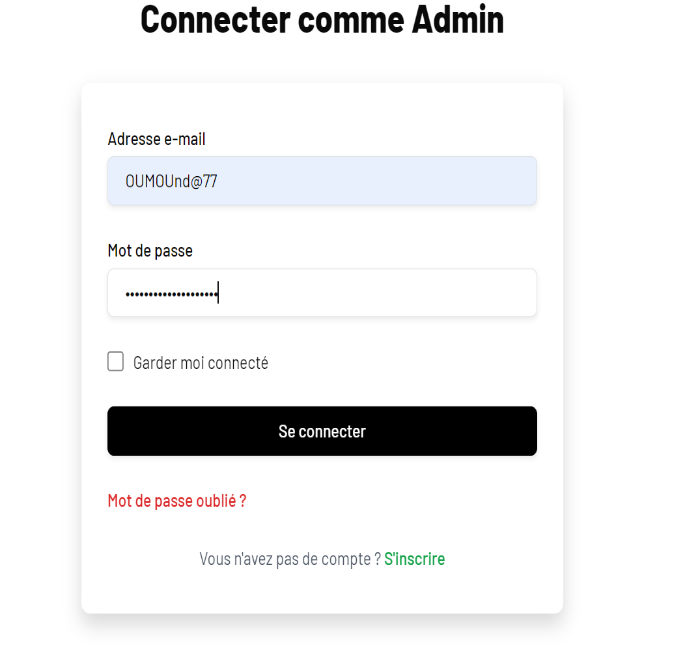 Connecter comme Admin
Adresse e-mail
OUMOUnd@77
Mot de passe
••••••••••••••••••••
Garder moi connecté
Se connecter
Mot de passe oublié ?
Vous n'avez pas de compte ? S'inscrire